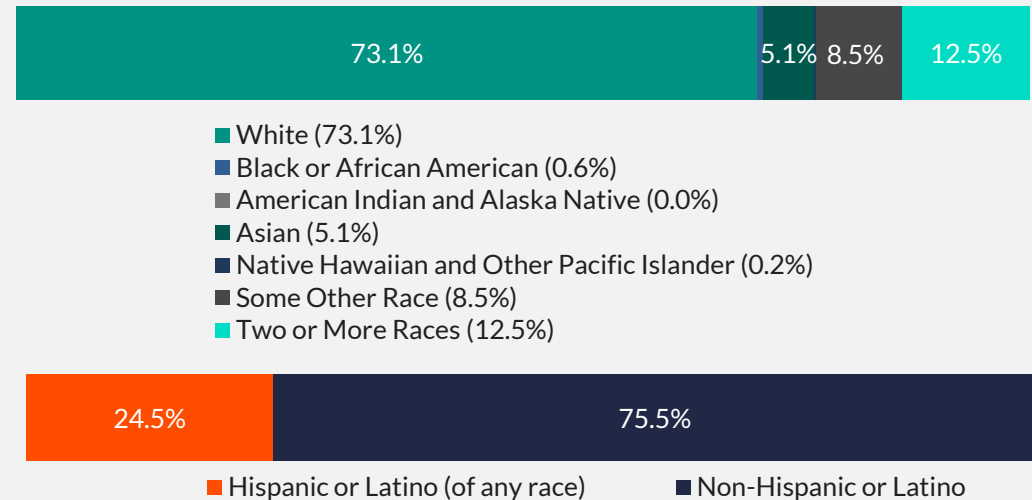 73.1% 5.1% 8.5% 12.5%
White (73.1%)
Black or African American (0.6%)
American Indian and Alaska Native (0.0%)
Asian (5.1%)
Native Hawaiian and Other Pacific Islander (0.2%)
Some Other Race (8.5%)
Two or More Races (12.5%)
24.5% 75.5%
Hispanic or Latino (of any race) Non-Hispanic or Latino